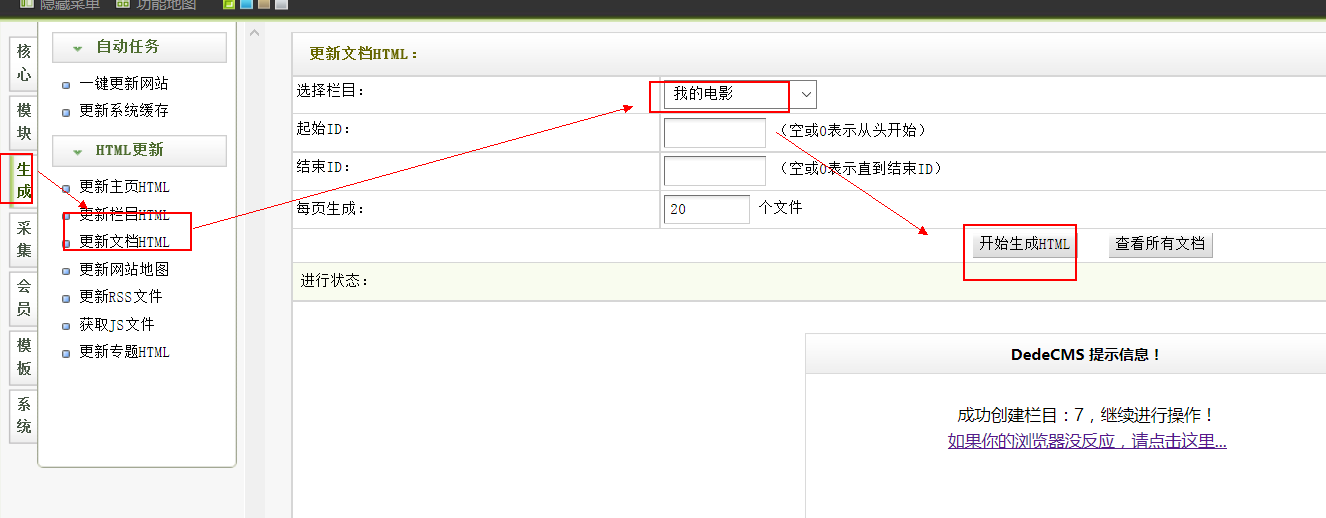 隐藏菜单 功能地图
核心
模块
生成
采集
会员
模板
系统
自动任务
一键更新网站
更新系统缓存
HTML更新
更新主页HTML
更新栏目HTML
更新文档HTML
更新网站地图
更新RSS文件
获取JS文件
更新专题HTML
更新文档HTML：
选择栏目： 我的电影
起始ID： （空或0表示从头开始）
结束ID： （空或0表示直到结束ID）
每页生成： 20 个文件
开始生成HTML 查看所有文档
进行状态：
DedeCMS 提示信息！
成功创建栏目：7，继续进行操作！
如果你的浏览器没反应，请点击这里...